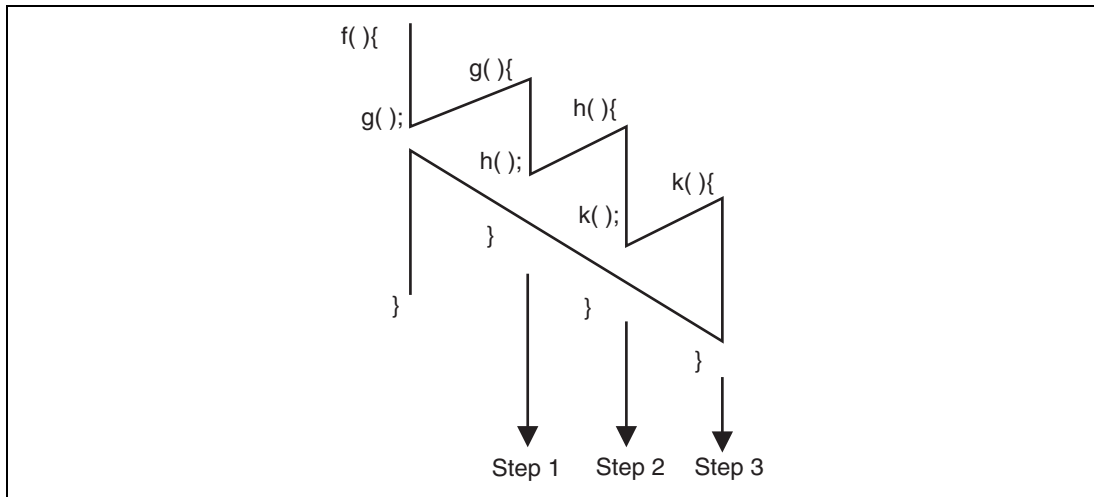 f( ){
g( ){
g( );
h( ){
h( );
k( ){
k( );
}
}
}
}
Step 1
Step 2
Step 3